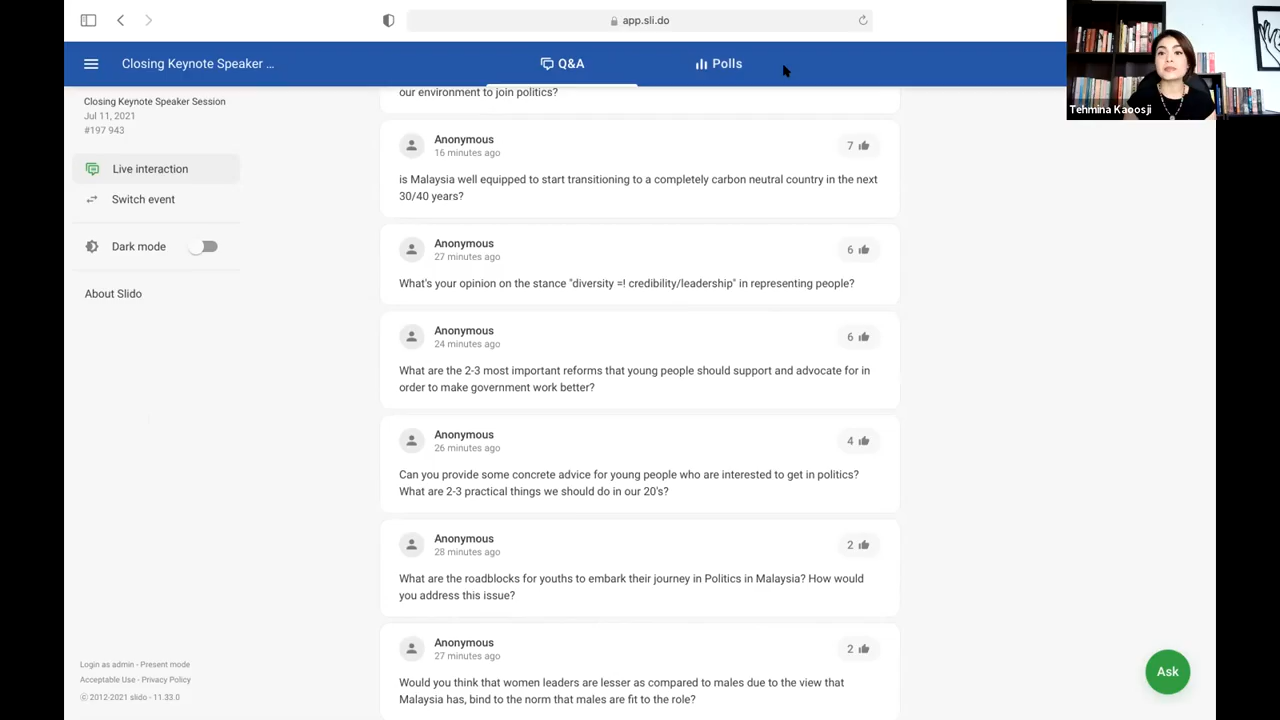 app.sli.do
Closing Keynote Speaker ...
Q&A
Polls
Tehmina Kaoosji
Closing Keynote Speaker Session
Jul 11, 2021
#197 943
Live interaction
Switch event
Dark mode
About Slido
our environment to join politics?
Anonymous
7
16 minutes ago
is Malaysia well equipped to start transitioning to a completely carbon neutral country in the next
30/40 years?
Anonymous
6
27 minutes ago
What's your opinion on the stance "diversity =! credibility/leadership" in representing people?
Anonymous
6
24 minutes ago
What are the 2-3 most important reforms that young people should support and advocate for in
order to make government work better?
Anonymous
4
26 minutes ago
Can you provide some concrete advice for young people who are interested to get in politics?
What are 2-3 practical things we should do in our 20's?
Anonymous
2
28 minutes ago
What are the roadblocks for youths to embark their journey in Politics in Malaysia? How would
you address this issue?
Anonymous
2
27 minutes ago
Would you think that women leaders are lesser as compared to males due to the view that
Malaysia has, bind to the norm that males are fit to the role?
Login as admin - Present mode
Acceptable Use - Privacy Policy
© 2012-2021 slido - 11.33.0
Ask